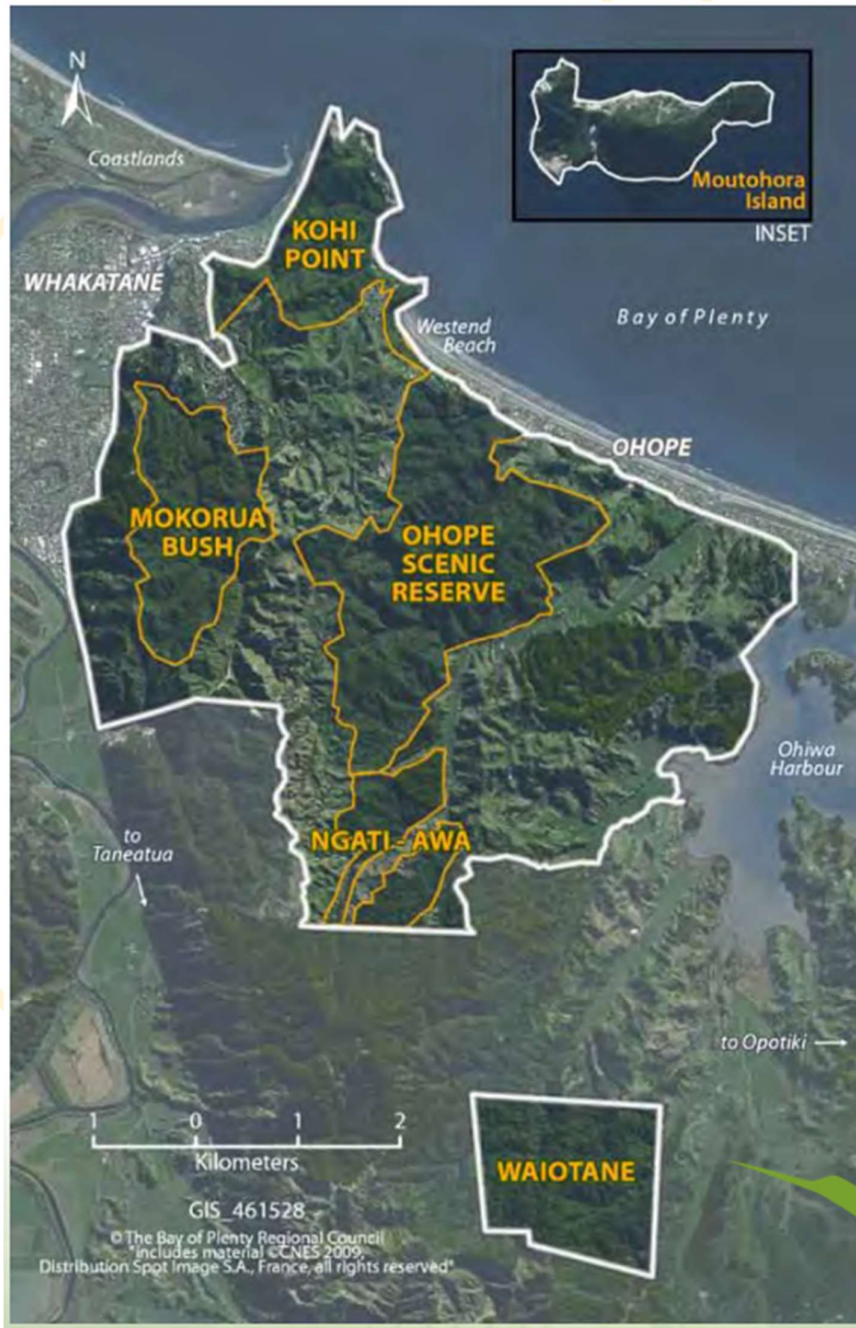 N
Coastlands
Moutohora
Island
INSET
KOHI
POINT
WHAKATANE
Westend
Beach
Bay of Plenty
OHOPE
MOKORUA
BUSH
OHOPE
SCENIC
RESERVE
Ohiwa
Harbour
NGATI - AWA
to
Taneatua
to Opotiki
1 0 1 2
Kilometers
WAIOTANE
GIS_461528
© The Bay of Plenty Regional Council
"includes material ©CNES 2009,
Distribution Spot Image S.A., France, all rights reserved"